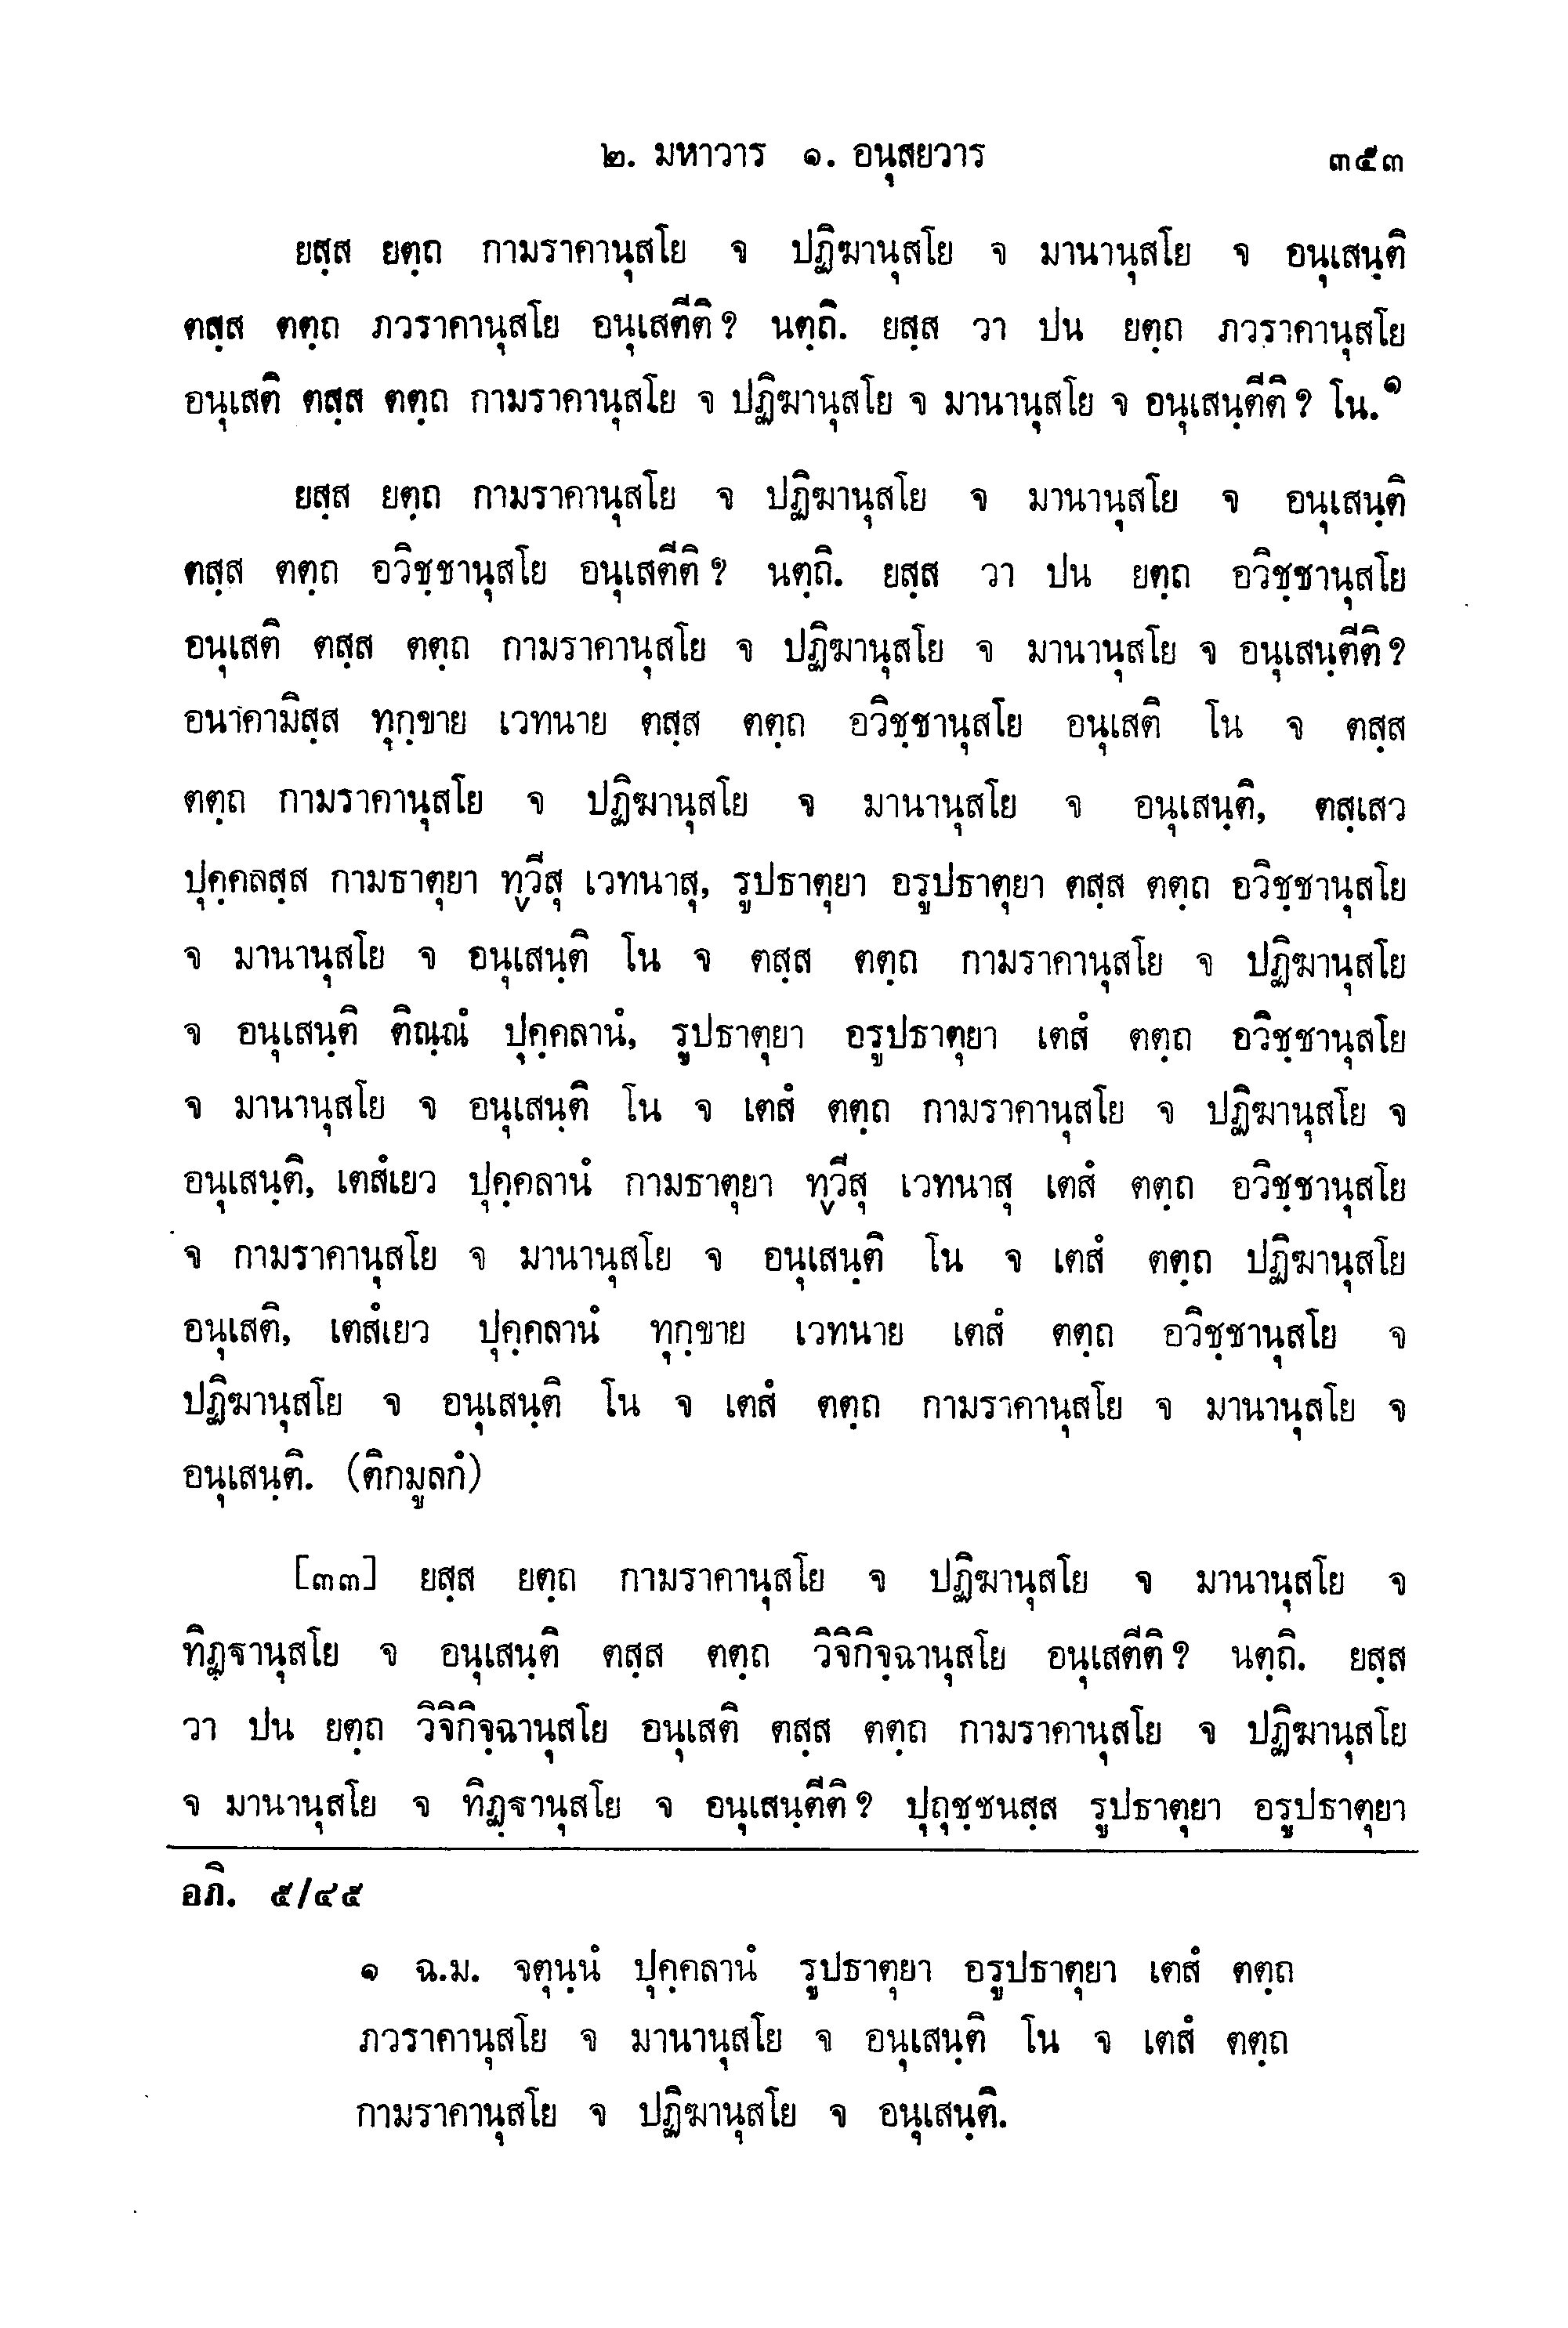 ๒. มหาวาร ๑. อนุสยวาร ๓๕๓
ยสฺส ยตฺถ กามราคานุสโย จ ปฏิฆานุสโย จ มานานุสโย จ อนุเสนฺติ
ตสฺส ตตฺถ ภวราคานุสโย อนุเสตีติ ? นตฺถิ. ยสฺส วา ปน ยตฺถ ภวราคานุสโย
อนุเสติ ตสฺส ตตฺถ กามราคานุสโย จ ปฏิฆานุสโย จ มานานุสโย จ อนุเสนฺตีติ ? โน.๑
ยสฺส ยตฺถ กามราคานุสโย จ ปฏิฆานุสโย จ มานานุสโย จ อนุเสนฺติ
ตสฺส ตตฺถ อวิชฺชานุสโย อนุเสตีติ ? นตฺถิ. ยสฺส วา ปน ยตฺถ อวิชฺชานุสโย
อนุเสติ ตสฺส ตตฺถ กามราคานุสโย จ ปฏิฆานุสโย จ มานานุสโย จ อนุเสนฺตีติ ?
อนาคามิสฺส ทุกฺขาย เวทนาย ตสฺส ตตฺถ อวิชฺชานุสโย อนุเสติ โน จ ตสฺส
ตตฺถ กามราคานุสโย จ ปฏิฆานุสโย จ มานานุสโย จ อนุเสนฺติ, ตสฺเสว
ปุคฺคลสฺส กามธาตุยา ทฺวีสุ เวทนาสุ, รูปธาตุยา อรูปธาตุยา ตสฺส ตตฺถ อวิชฺชานุสโย
จ มานานุสโย จ อนุเสนฺติ โน จ ตสฺส ตตฺถ กามราคานุสโย จ ปฏิฆานุสโย
จ อนุเสนฺติ ติณฺณํ ปุคฺคลานํ, รูปธาตุยา อรูปธาตุยา เตสํ ตตฺถ อวิชฺชานุสโย
จ มานานุสโย จ อนุเสนฺติ โน จ เตสํ ตตฺถ กามราคานุสโย จ ปฏิฆานุสโย จ
อนุเสนฺติ, เตสํเยว ปุคฺคลานํ กามธาตุยา ทฺวีสุ เวทนาสุ เตสํ ตตฺถ อวิชฺชานุสโย
จ กามราคานุสโย จ มานานุสโย จ อนุเสนฺติ โน จ เตสํ ตตฺถ ปฏิฆานุสโย
อนุเสติ, เตสํเยว ปุคฺคลานํ ทุกฺขาย เวทนาย เตสํ ตตฺถ อวิชฺชานุสโย จ
ปฏิฆานุสโย จ อนุเสนฺติ โน จ เตสํ ตตฺถ กามราคานุสโย จ มานานุสโย จ
อนุเสนฺติ. (ติกมูลกํ)
[๓๓] ยสฺส ยตฺถ กามราคานุสโย จ ปฏิฆานุสโย จ มานานุสโย จ
ทิฏฺฐานุสโย จ อนุเสนฺติ ตสฺส ตตฺถ วิจิกิจฺฉานุสโย อนุเสตีติ ? นตฺถิ. ยสฺส
วา ปน ยตฺถ วิจิกิจฺฉานุสโย อนุเสติ ตสฺส ตตฺถ กามราคานุสโย จ ปฏิฆานุสโย
จ มานานุสโย จ ทิฏฺฐานุสโย จ อนุเสนฺตีติ ? ปุถุชฺชนสฺส รูปธาตุยา อรูปธาตุยา
อภิ. ๕/๔๕
๑ ฉ.ม. จตุนฺนํ ปุคฺคลานํ รูปธาตุยา อรูปธาตุยา เตสํ ตตฺถ
ภวราคานุสโย จ มานานุสโย จ อนุเสนฺติ โน จ เตสํ ตตฺถ
กามราคานุสโย จ ปฏิฆานุสโย จ อนุเสนฺติ.